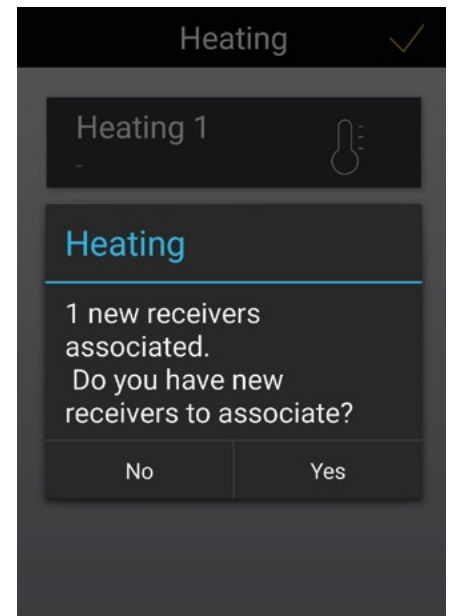 Heating
Heating 1
-
Heating
1 new receivers
associated.
Do you have new
receivers to associate?
No
Yes